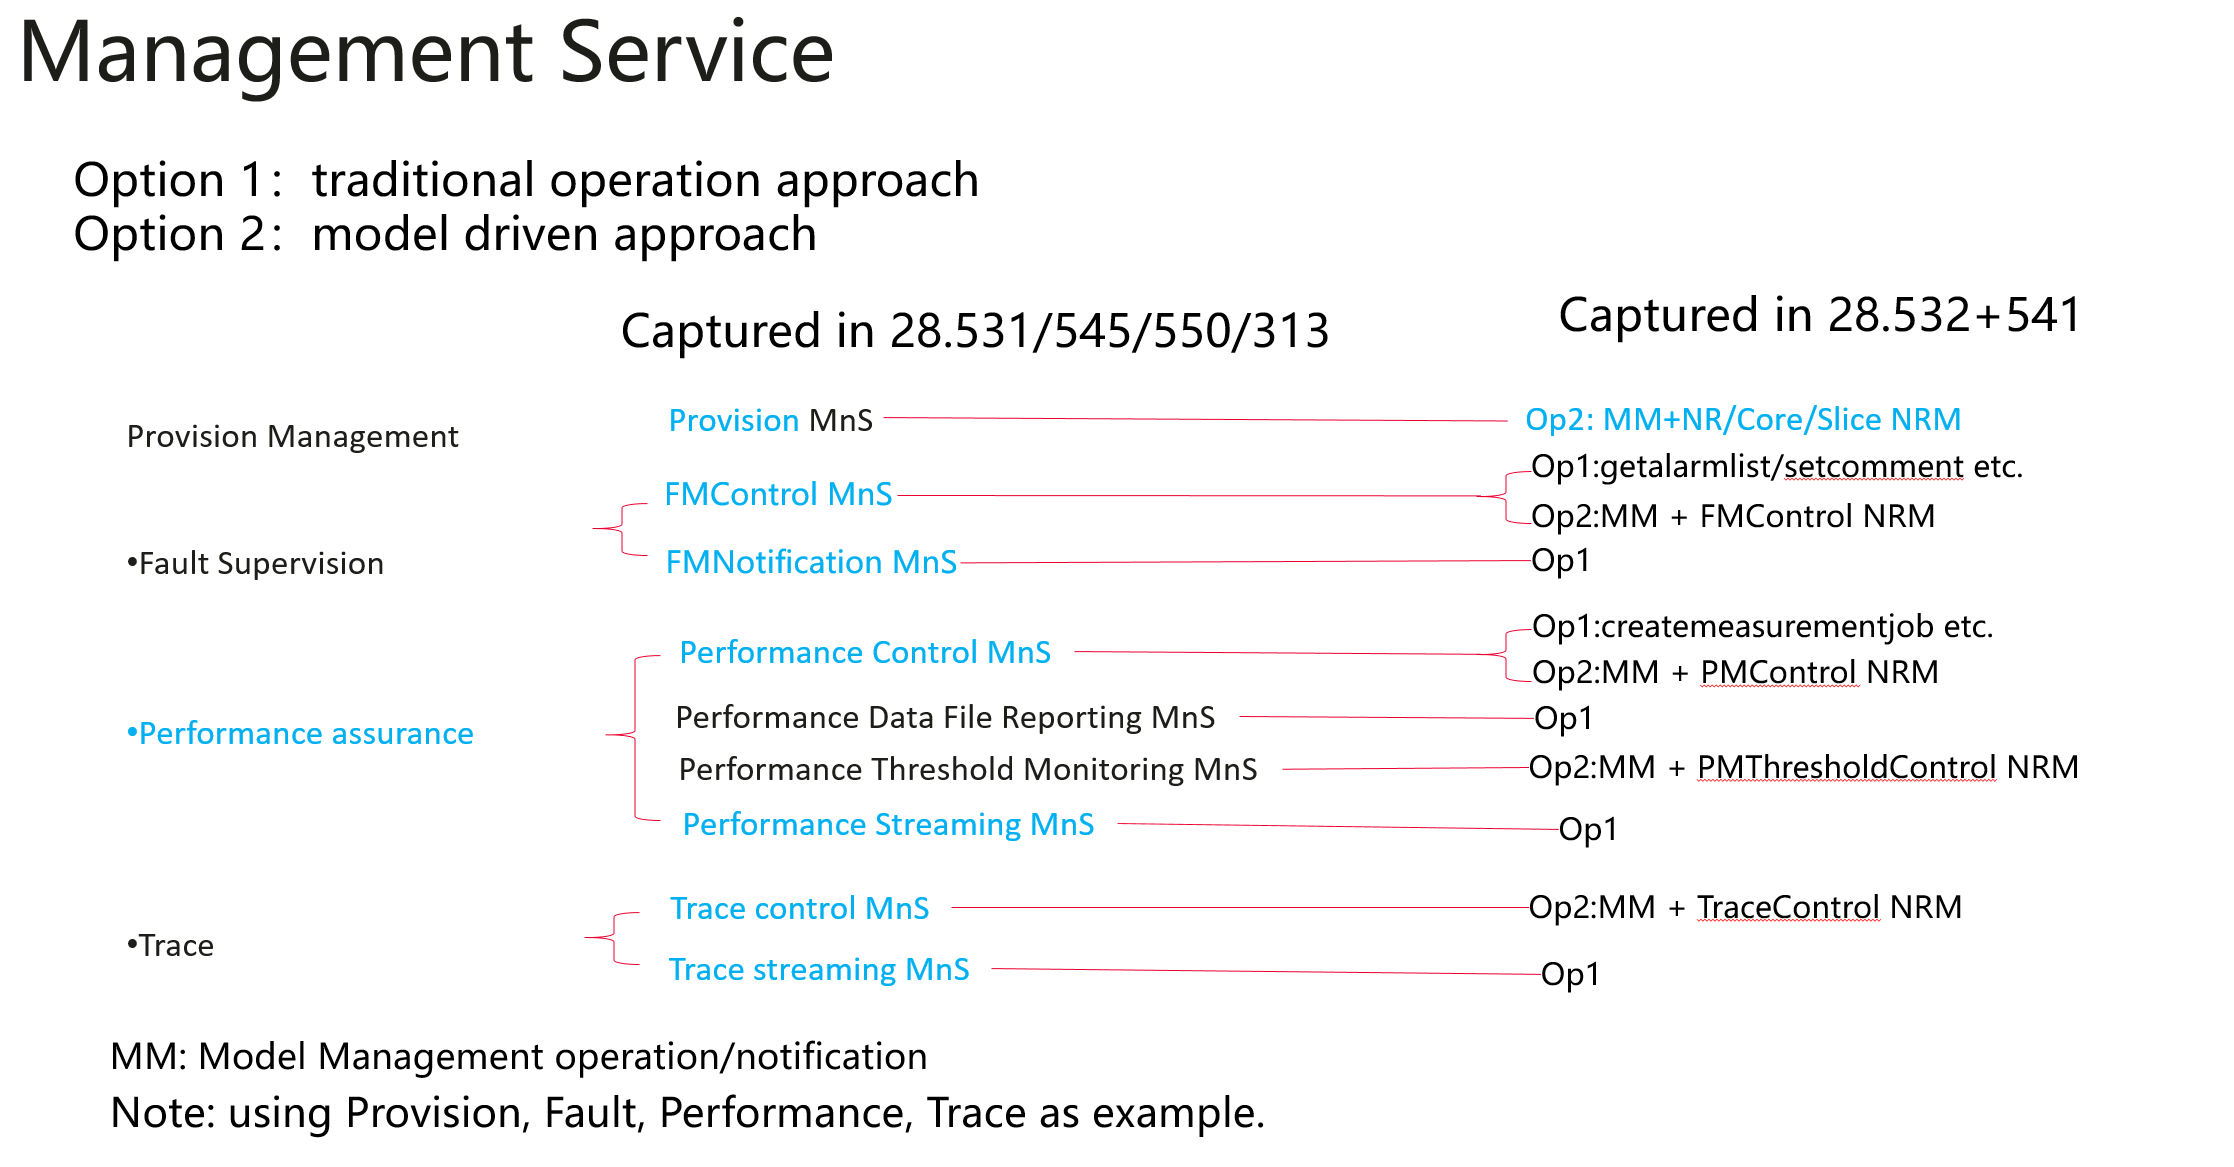 Management Service
Option 1：traditional operation approach
Option 2：model driven approach
Captured in 28.531/545/550/313
Captured in 28.532+541
Provision Management
Provision MnS
Op2: MM+NR/Core/Slice NRM
•Fault Supervision
FMControl MnS
Op1:getalarmlist/setcomment etc.
Op2:MM + FMControl NRM
FMNotification MnS
Op1
•Performance assurance
Performance Control MnS
Op1:createmeasurementjob etc.
Op2:MM + PMControl NRM
Performance Data File Reporting MnS
Op1
Performance Threshold Monitoring MnS
Op2:MM + PMThresholdControl NRM
Performance Streaming MnS
Op1
•Trace
Trace control MnS
Op2:MM + TraceControl NRM
Trace streaming MnS
Op1
MM: Model Management operation/notification
Note: using Provision, Fault, Performance, Trace as example.